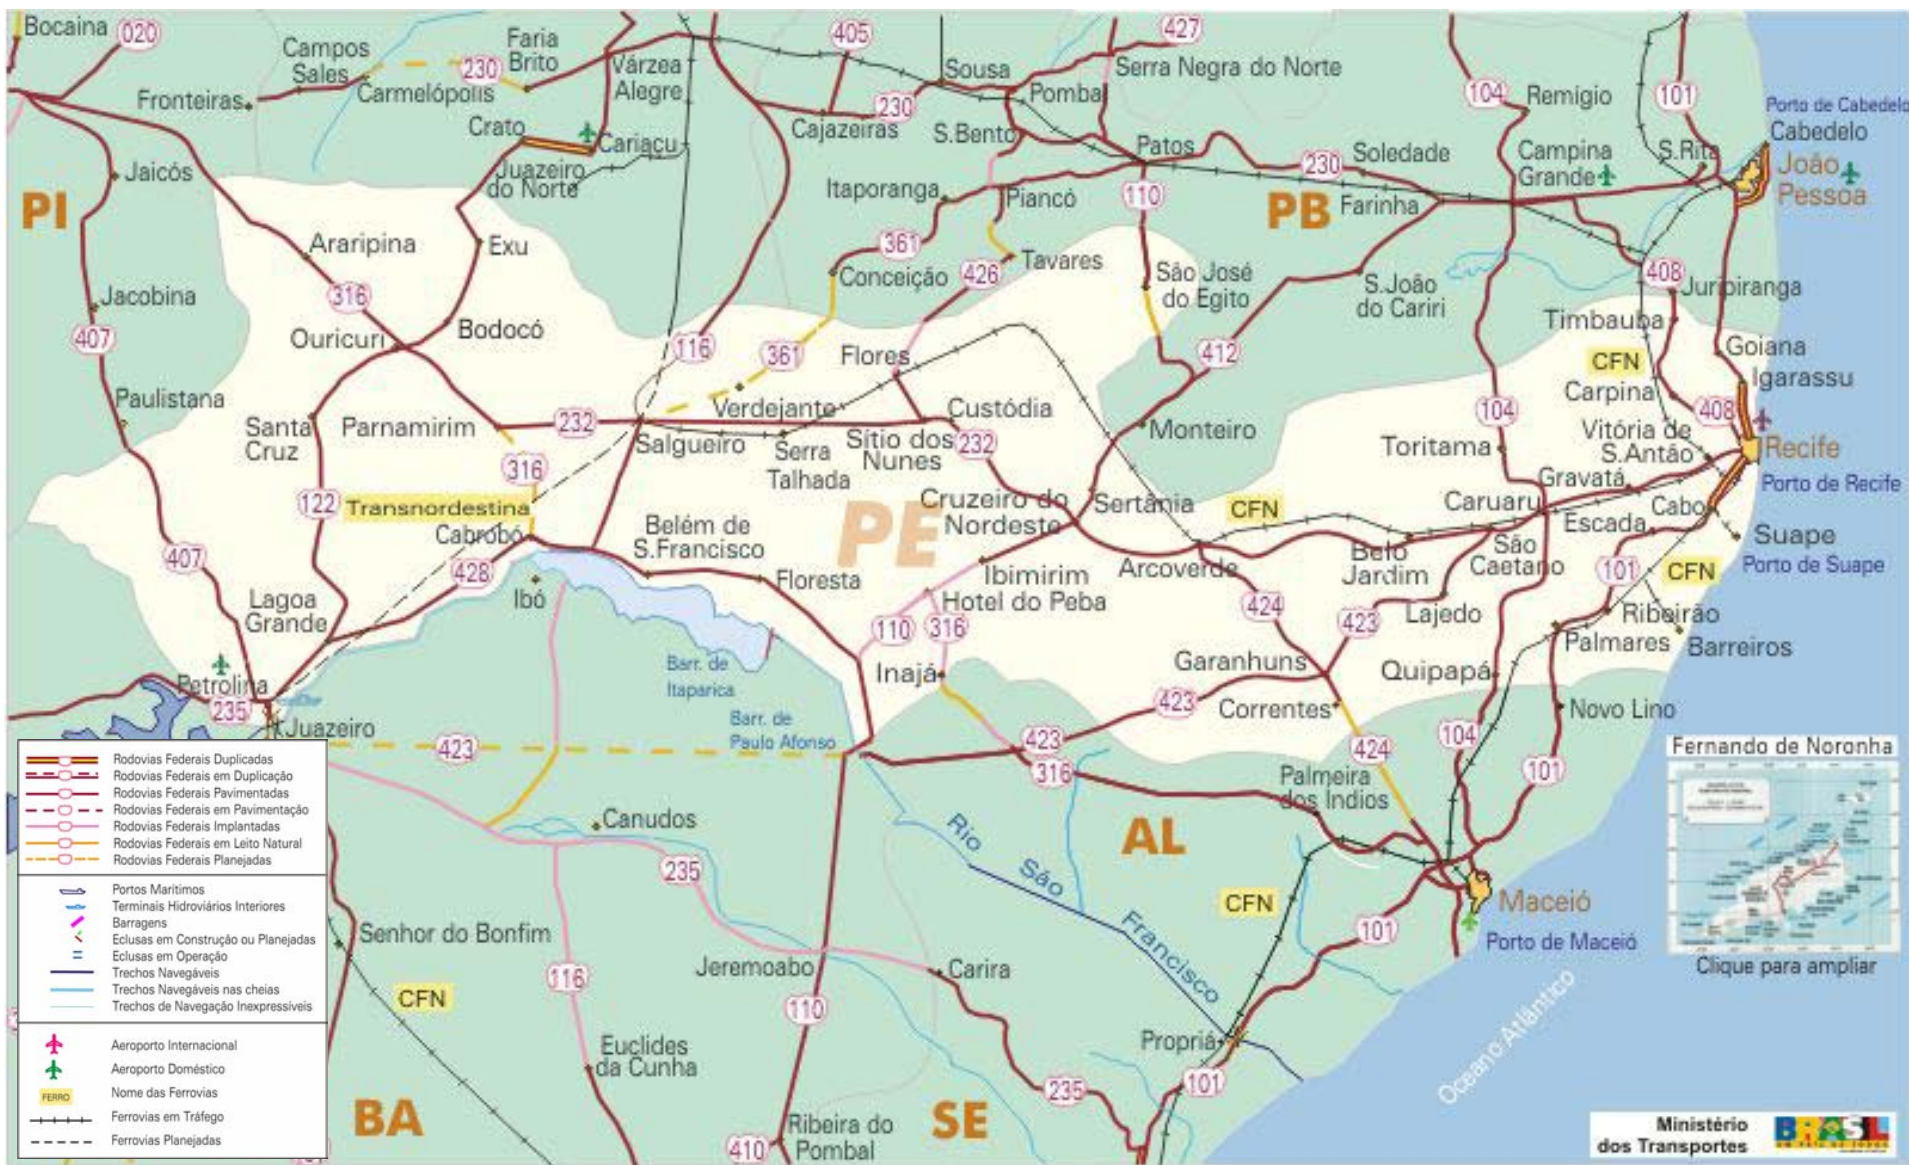 Bocaina
020
Campos
Sales
230
Faria
Brito
Várzea
Alegre
405
Sousa
427
Serra Negra do Norte
104
Remígio
101
Porto de Cabedelo
Cabedelo
Fronteiras
Carmelópolis
Crato
Cariaçu
Juazeiro
do Norte
Cajazeiras
230
Pombal
S.Bento
Patos
230
Soledade
Campina
Grande
S.Rita
João
Pessoa
PI
Jaicós
Itaporanga
Piancó
110
PB
Farinha
Araripina
Exu
361
Conceição
426
Tavares
São José
do Egito
S.João
do Cariri
408
Juripiranga
Jacobina
316
Bodocó
Ouricuri
407
116
361
Flores
412
Timbaúba
CFN
Goiana
Igarassu
Carpina
408
Paulistana
Santa
Cruz
Parnamirim
232
Verdejante
Salgueiro
Serra
Talhada
Sítio dos
Nunes
Custódia
232
Monteiro
104
Toritama
Vitória de
S.Antão
Recife
Porto de Recife
316
122
Transnordestina
Cabrobó
Belém de
S.Francisco
PE
Cruzeiro do
Nordeste
Sertânia
CFN
Caruaru
Gravatá
Escada
Cabo
Suape
Porto de Suape
407
428
Ibó
Floresta
Ibimirim
Hotel do Peba
Arcoverde
Belo
Jardim
São
Caetano
101
CFN
Lagoa
Grande
110
316
424
423
Lajedo
Ribeirão
Palmares
Barreiros
Petrolina
235
Juazeiro
Barr. de
Itaparica
Inajá
Garanhuns
Quipapá
423
Correntes
Novo Lino
Barr. de
Paulo Afonso
423
423
316
424
104
101
Palmeira
dos Indios
Fernando de Noronha
Clique para ampliar
Canudos
235
Rio São Francisco
AL
CFN
Maceió
Porto de Maceió
101
Senhor do Bonfim
116
Jeremoabo
Carira
CFN
110
Propriá
Oceano Atlântico
Euclides
da Cunha
235
101
BA
SE
Ribeira do
Pombal
410
Rodovias Federais Duplicadas
Rodovias Federais em Duplicação
Rodovias Federais Pavimentadas
Rodovias Federais em Pavimentação
Rodovias Federais Implantadas
Rodovias Federais em Leito Natural
Rodovias Federais Planejadas
Portos Marítimos
Terminais Hidroviários Interiores
Barragens
Eclusas em Construção ou Planejadas
Eclusas em Operação
Trechos Navegáveis
Trechos Navegáveis nas cheias
Trechos de Navegação Inexpressíveis
Aeroporto Internacional
Aeroporto Doméstico
FERRO
Nome das Ferrovias
Ferrovias em Tráfego
Ferrovias Planejadas
Ministério
dos Transportes
BRASIL